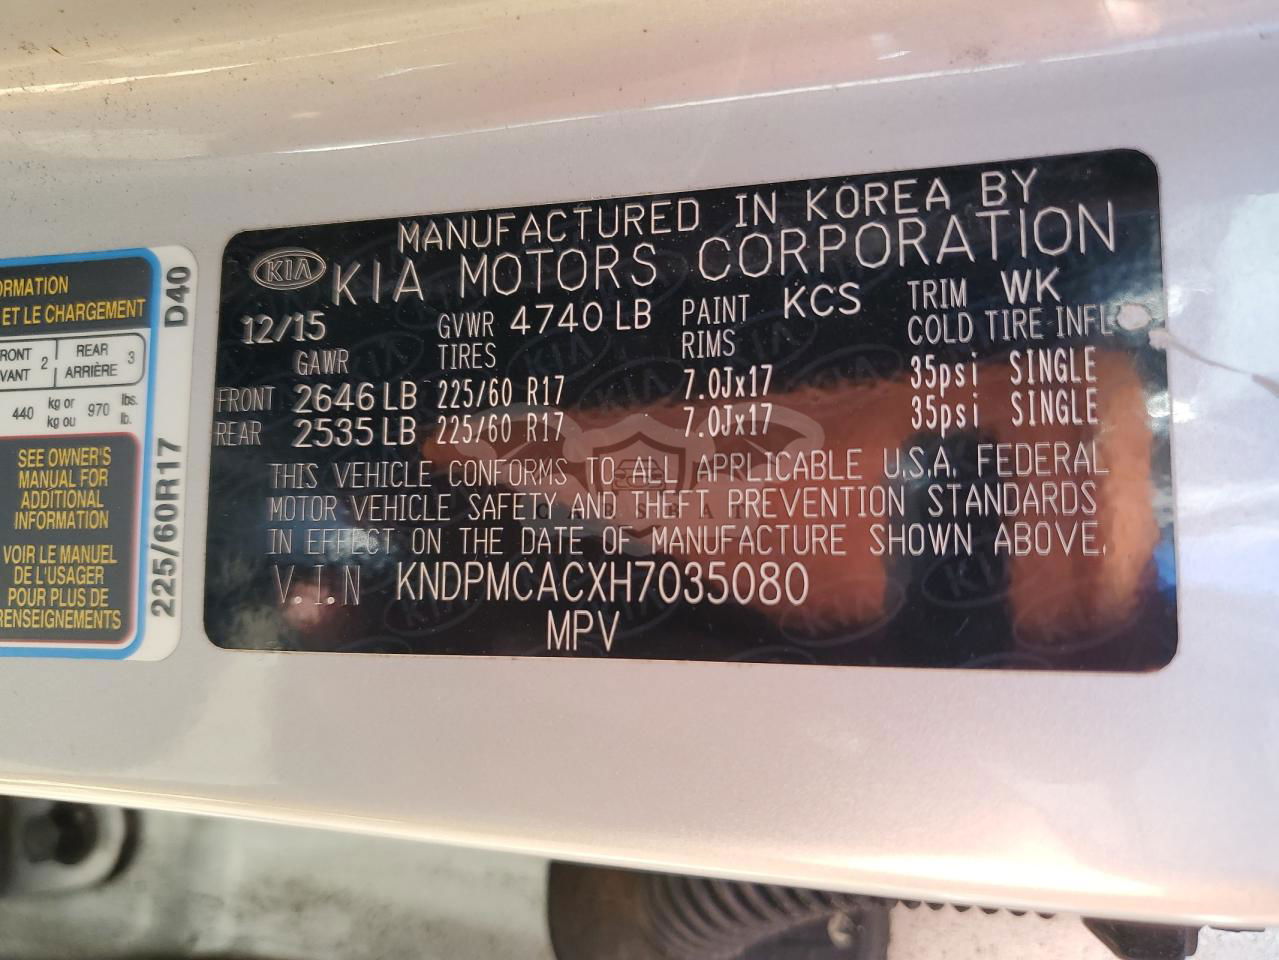 ORMATION
ET LE CHARGEMENT
FRONT 2 REAR 3
VANT ARRIÈRE
440 kg or 970 lbs.
kg ou lb.
SEE OWNER'S
MANUAL FOR
ADDITIONAL
INFORMATION
VOIR LE MANUEL
DE L'USAGER
POUR PLUS DE
RENSEIGNEMENTS
225/60R17 D40
MANUFACTURED IN KOREA BY
KIA KIA MOTORS CORPORATION
12/15 GVWR 4740 LB PAINT KCS TRIM WK
GAWR TIRES RIMS COLD TIRE INFL
FRONT 2646 LB 225/60 R17 7.0Jx17 35psi SINGLE
REAR 2535 LB 225/60 R17 7.0Jx17 35psi SINGLE
THIS VEHICLE CONFORMS TO ALL APPLICABLE U.S.A. FEDERAL
MOTOR VEHICLE SAFETY AND THEFT PREVENTION STANDARDS
IN EFFECT ON THE DATE OF MANUFACTURE SHOWN ABOVE.
V.I.N KNDPMCACXH7035080
MPV